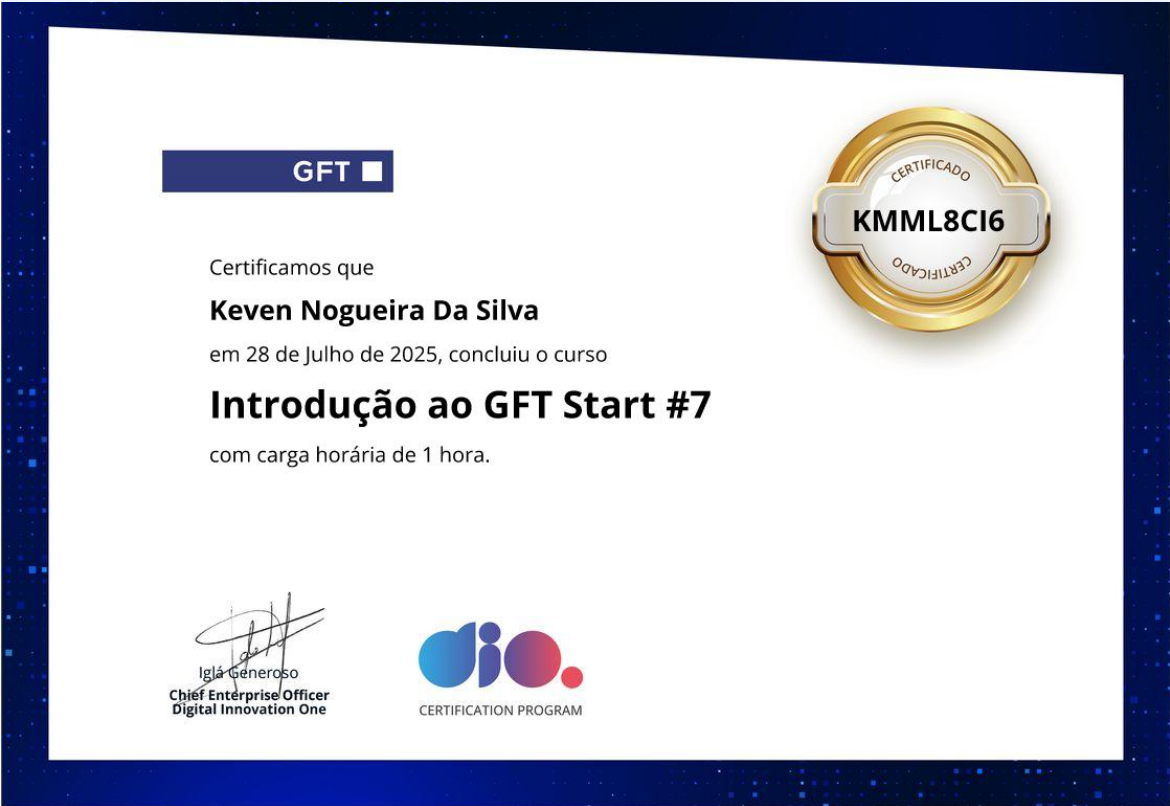 GFT
CERTIFICADO
KMML8CI6
CERTIFICADO
Certificamos que
Keven Nogueira Da Silva
em 28 de Julho de 2025, concluiu o curso
Introdução ao GFT Start #7
com carga horária de 1 hora.
Iglá Generoso
Chief Enterprise Officer
Digital Innovation One
dio.
CERTIFICATION PROGRAM